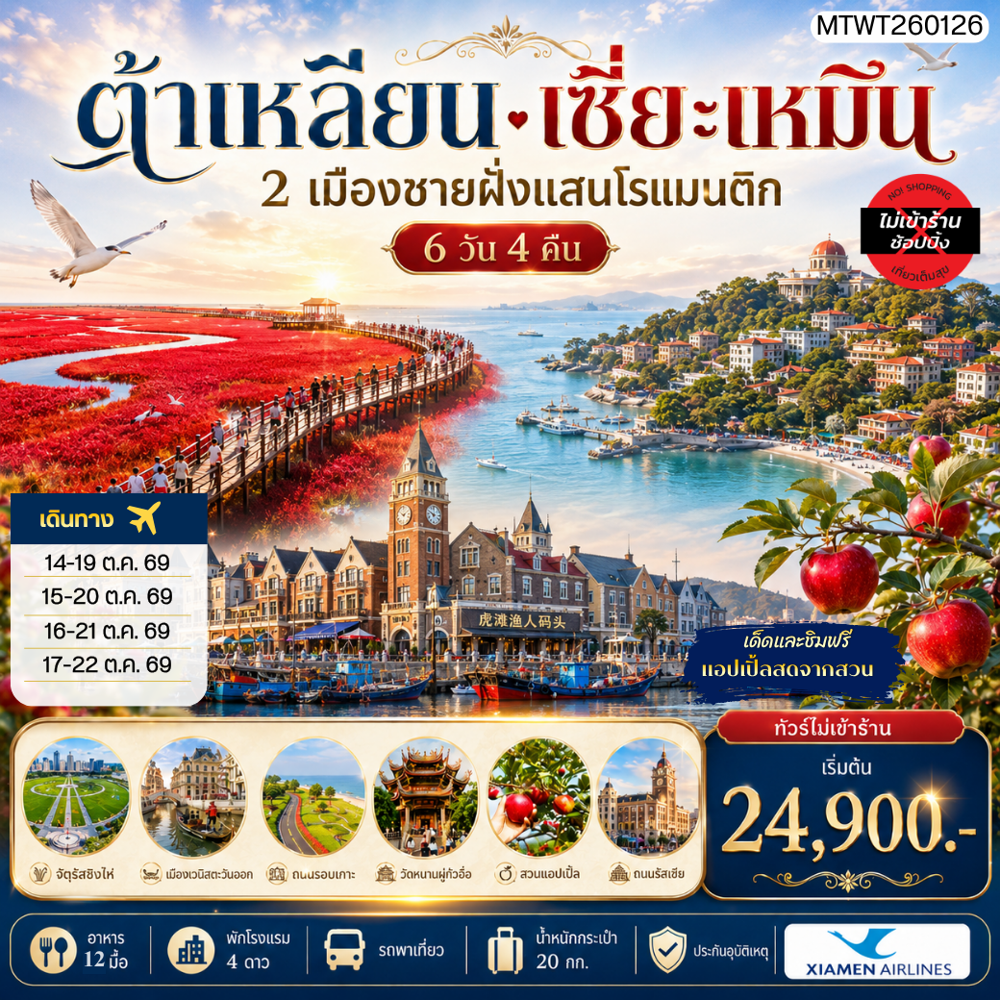 MTWT260126
ต้าเหลียน · เซี่ยะเหมิน
2 เมืองชายฝั่งแสนโรแมนติก
6 วัน 4 คืน
NO! SHOPPING
ไม่เข้าร้าน
ช้อปปิ้ง
เที่ยวเต็มสุข
เดินทาง
14-19 ต.ค. 69
15-20 ต.ค. 69
16-21 ต.ค. 69
17-22 ต.ค. 69
虎滩渔人码头
เด็ดและชิมฟรี
แอปเปิ้ลสดจากสวน
ทัวร์ไม่เข้าร้าน
เริ่มต้น
24,900.-
จัตุรัสชิงไห่
เมืองเวนิสตะวันออก
ถนนรอบเกาะ
วัดหนานผู่ถัวซื่อ
สวนแอปเปิ้ล
ถนนรัสเซีย
อาหาร
12 มื้อ
พักโรงแรม
4 ดาว
รถพาเที่ยว
น้ำหนักกระเป๋า
20 กก.
ประกันอุบัติเหตุ
XIAMEN AIRLINES